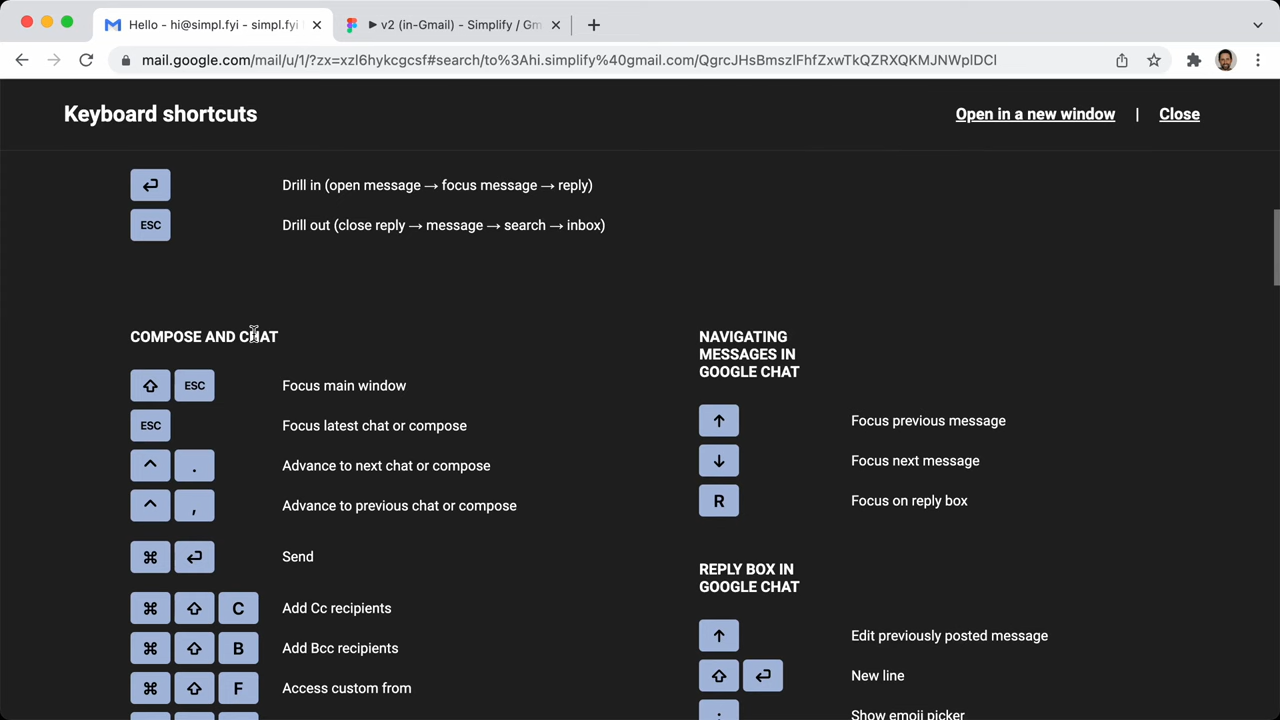 Hello - hi@simpl.fyi - simpl.fyi
v2 (in-Gmail) - Simplify / Gm
mail.google.com/mail/u/1/?zx=xzl6hykcgcsf#search/to%3Ahi.simplify%40gmail.com/QgrcJHsBmszlFhfZxwTkQZRXQKMJNWplDCl
Keyboard shortcuts
Open in a new window | Close
↵ Drill in (open message → focus message → reply)
ESC Drill out (close reply → message → search → inbox)
COMPOSE AND CHAT
⇧ ESC Focus main window
ESC Focus latest chat or compose
^ . Advance to next chat or compose
^ , Advance to previous chat or compose
⌘ ↵ Send
⌘ ⇧ C Add Cc recipients
⌘ ⇧ B Add Bcc recipients
⌘ ⇧ F Access custom from
NAVIGATING
MESSAGES IN
GOOGLE CHAT
↑ Focus previous message
↓ Focus next message
R Focus on reply box
REPLY BOX IN
GOOGLE CHAT
↑ Edit previously posted message
⇧ ↵ New line
: Show emoji picker